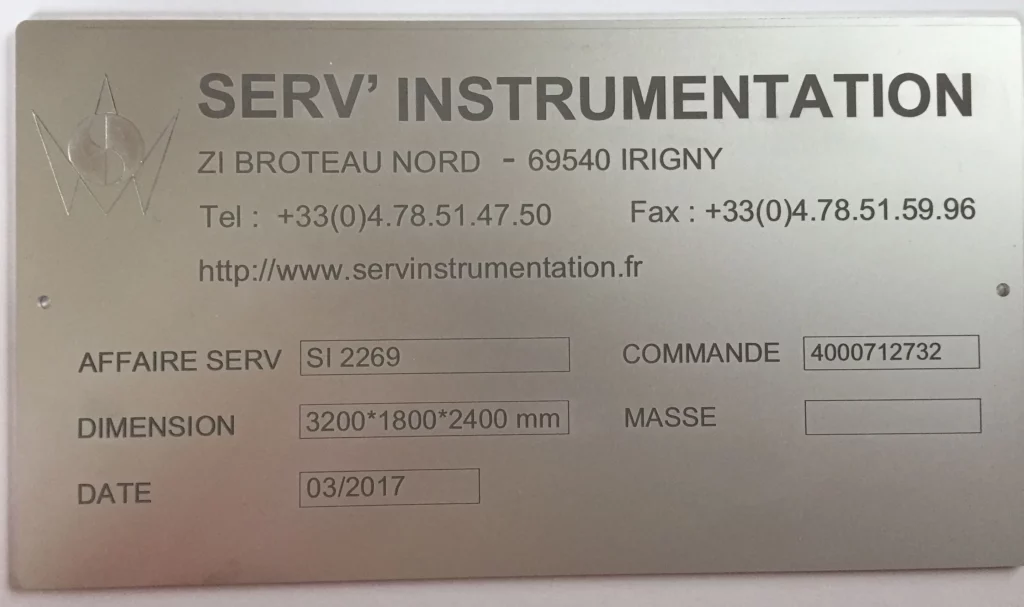 SERV' INSTRUMENTATION
ZI BROTEAU NORD - 69540 IRIGNY
Tel : +33(0)4.78.51.47.50 Fax : +33(0)4.78.51.59.96
http://www.servinstrumentation.fr
AFFAIRE SERV SI 2269 COMMANDE 4000712732
DIMENSION 3200*1800*2400 mm MASSE
DATE 03/2017